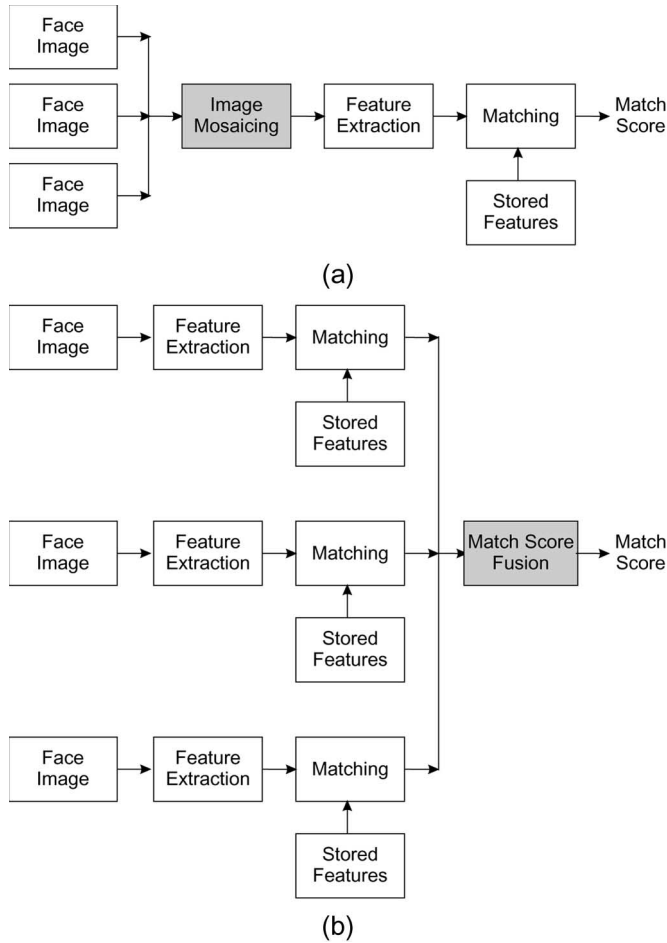 Face
Image
Face
Image
Face
Image
Image
Mosaicing
Feature
Extraction
Matching
Match
Score
Stored
Features
(a)
Face
Image
Feature
Extraction
Matching
Stored
Features
Face
Image
Feature
Extraction
Matching
Match Score
Fusion
Match
Score
Stored
Features
Face
Image
Feature
Extraction
Matching
Stored
Features
(b)